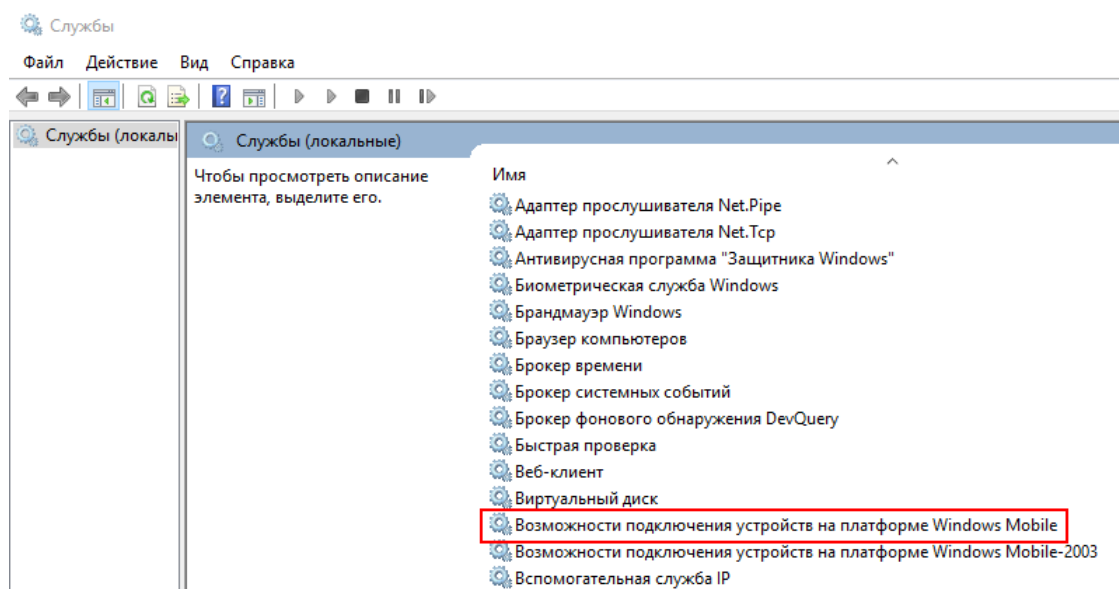 Службы
Файл Действие Вид Справка
Службы (локалы
Службы (локальные)
Чтобы просмотреть описание
элемента, выделите его.
Имя
Адаптер прослушивателя Net.Pipe
Адаптер прослушивателя Net.Tcp
Антивирусная программа "Защитника Windows"
Биометрическая служба Windows
Брандмауэр Windows
Браузер компьютеров
Брокер времени
Брокер системных событий
Брокер фонового обнаружения DevQuery
Быстрая проверка
Веб-клиент
Виртуальный диск
Возможности подключения устройств на платформе Windows Mobile
Возможности подключения устройств на платформе Windows Mobile-2003
Вспомогательная служба IP